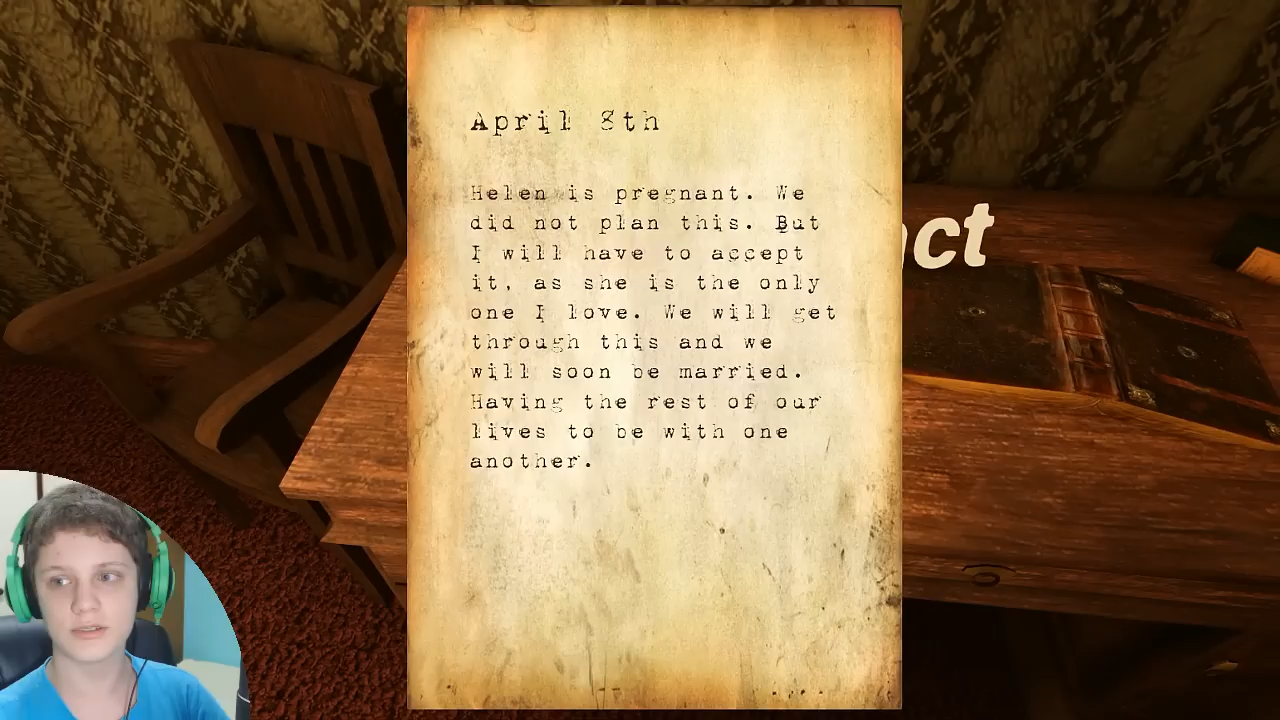 April 8th
Helen is pregnant. We
did not plan this. But
I will have to accept
it, as she is the only
one I love. We will get
through this and we
will soon be married.
Having the rest of our
lives to be with one
another.
act